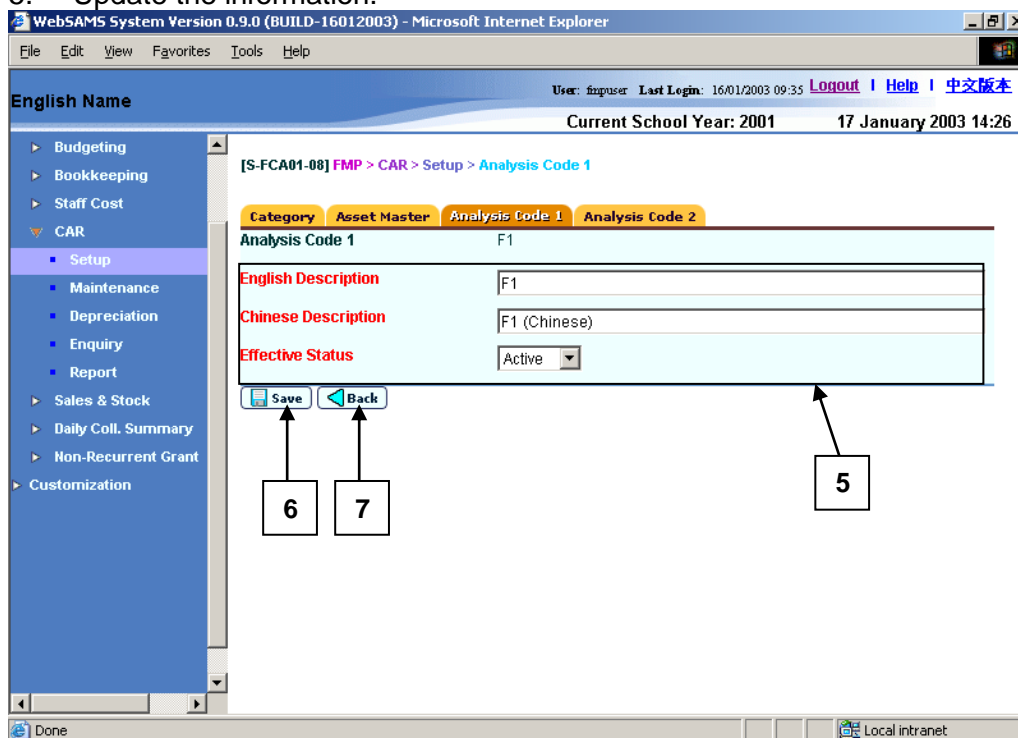 Update the information.
WebSAMS System Version 0.9.0 (BUILD-16012003) - Microsoft Internet Explorer
File Edit View Favorites Tools Help
English Name
User: fmpuser Last Login: 16/01/2003 09:35 Logout | Help | 中文版本
Current School Year: 2001 17 January 2003 14:26
Budgeting
Bookkeeping
Staff Cost
CAR
Setup
Maintenance
Depreciation
Enquiry
Report
Sales & Stock
Daily Coll. Summary
Non-Recurrent Grant
Customization
[S-FCA01-08] FMP > CAR > Setup > Analysis Code 1
Category Asset Master Analysis Code 1 Analysis Code 2
Analysis Code 1 F1
English Description F1
Chinese Description F1 (Chinese)
Effective Status Active
Save Back
5
6 7
Done Local intranet